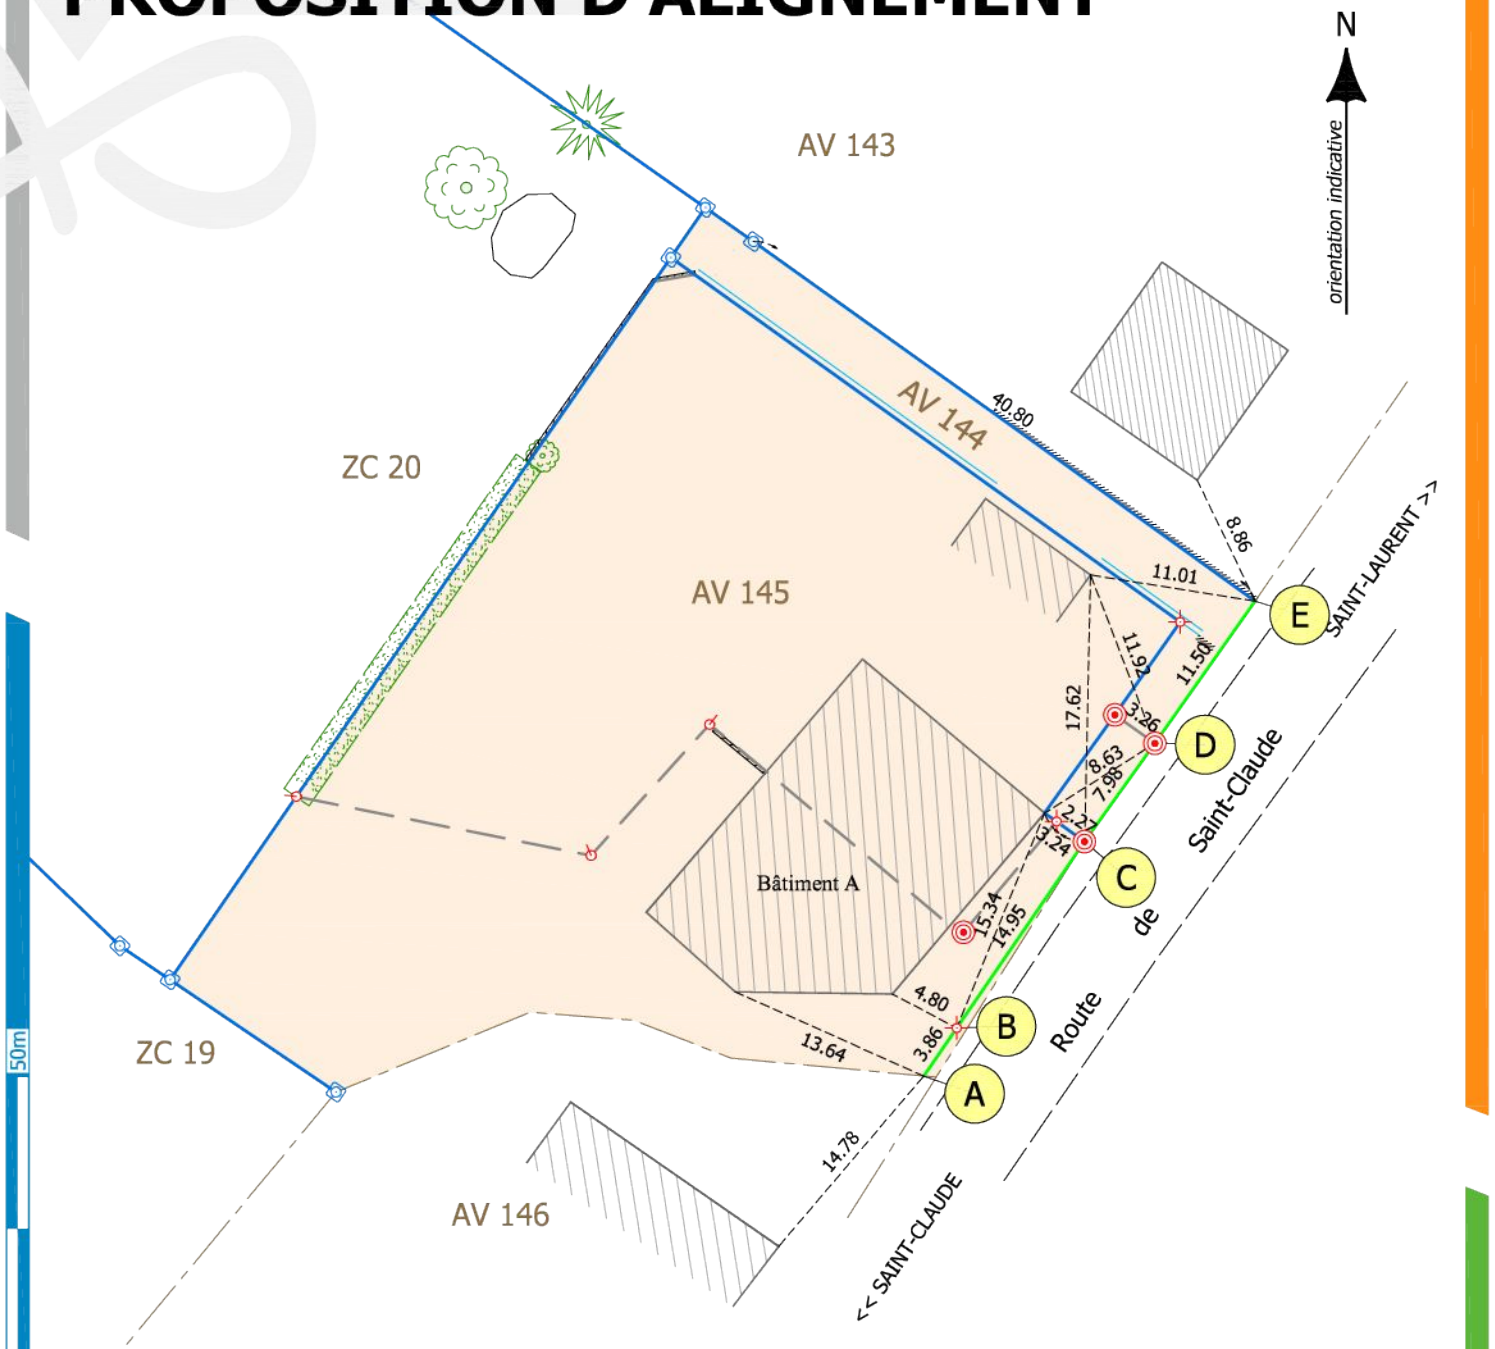 PROPOSITION D'ALIGNEMENT
N
orientation indicative
AV 143
AV 144
40.80
ZC 20
8.86
SAINT-LAURENT >>
11.01
AV 145
E
11.92
11.50
17.62
3.26
D
8.63
7.98
Saint-Claude
2.27
3.24
C
Bâtiment A
15.34
14.95
de
4.80
B
Route
3.86
13.64
ZC 19
50m
A
14.78
AV 146
<< SAINT-CLAUDE